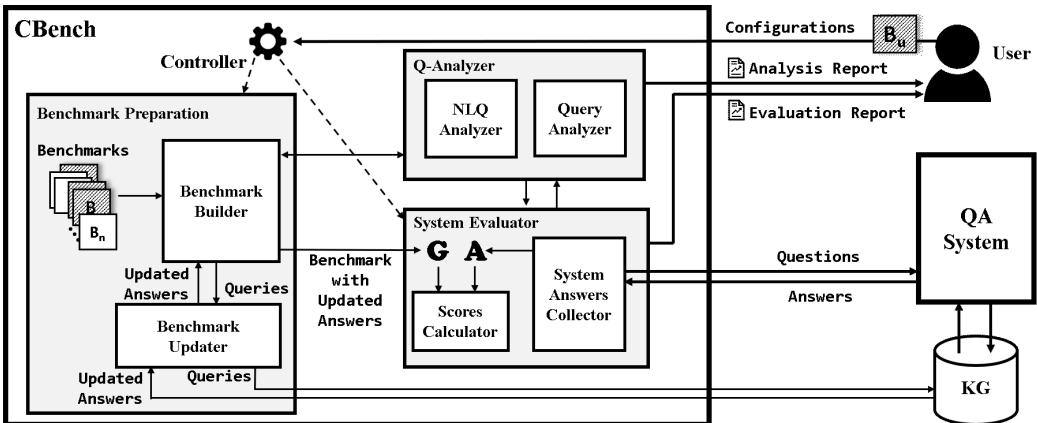 CBench
Configurations
Bu
User
Controller
Q-Analyzer
Analysis Report
Evaluation Report
NLQ
Analyzer
Query
Analyzer
Benchmark Preparation
Benchmarks
B
Bn
Benchmark
Builder
System Evaluator
G A
System
Answers
Collector
Scores
Calculator
Benchmark
with
Updated
Answers
Questions
Answers
QA
System
Updated
Answers
Queries
Benchmark
Updater
Updated
Answers
Queries
KG